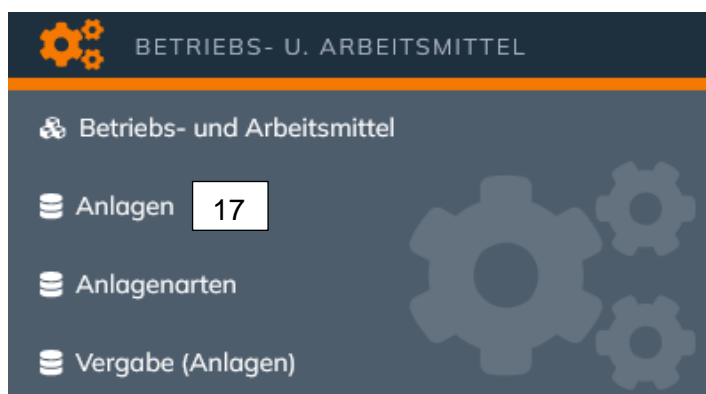 BETRIEBS- U. ARBEITSMITTEL
Betriebs- und Arbeitsmittel
Anlagen 17
Anlagenarten
Vergabe (Anlagen)